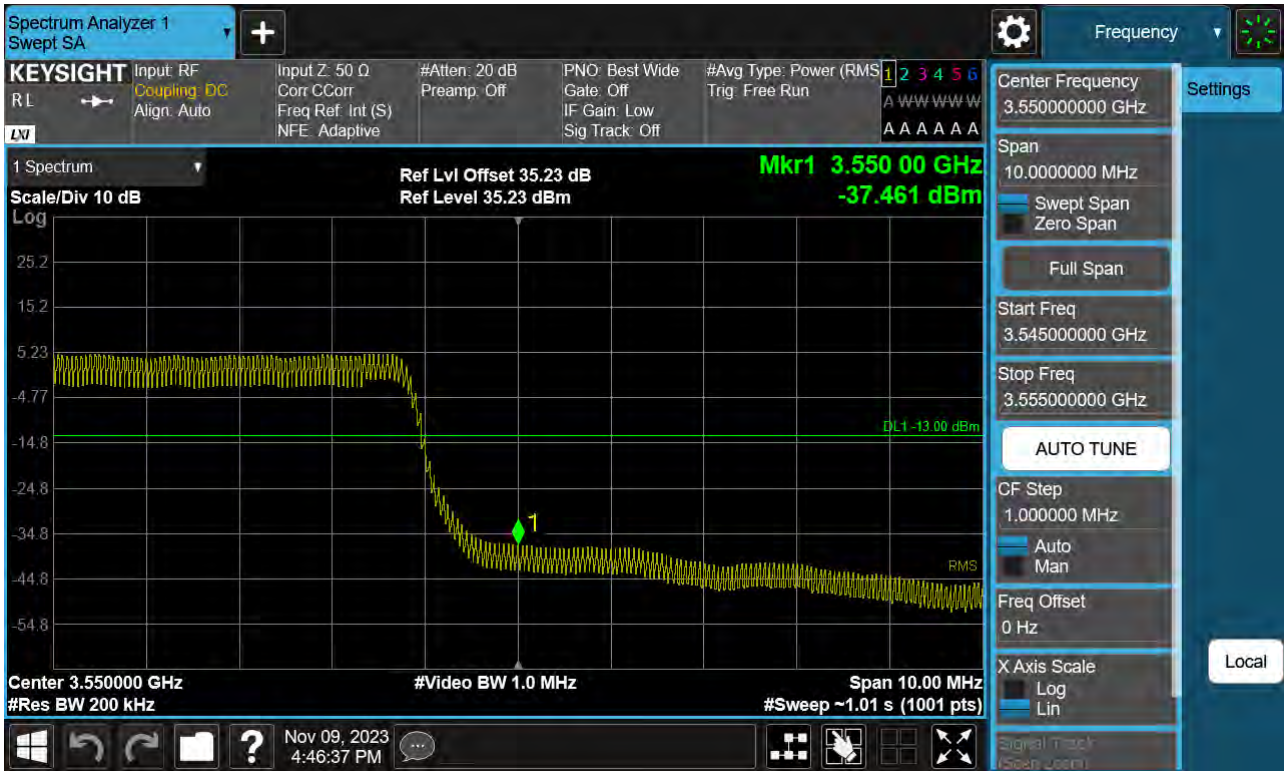 Spectrum Analyzer 1
Swept SA
+
Frequency
KEYSIGHT
RL
LXI
Input: RF
Coupling: DC
Align: Auto
Input Z: 50 Ω
Corr CCorr
Freq Ref: Int (S)
NFE: Adaptive
#Atten: 20 dB
Preamp: Off
PNO: Best Wide
Gate: Off
IF Gain: Low
Sig Track: Off
#Avg Type: Power (RMS
Trig: Free Run
1 2 3 4 5 6
A W W W W W
A A A A A A
1 Spectrum
Scale/Div 10 dB
Log
Ref Lvl Offset 35.23 dB
Ref Level 35.23 dBm
Mkr1 3.550 00 GHz
-37.461 dBm
25.2
15.2
5.23
-4.77
-14.8
-24.8
-34.8
-44.8
-54.8
DL1 -13.00 dBm
1
RMS
Center 3.550000 GHz
#Res BW 200 kHz
#Video BW 1.0 MHz
Span 10.00 MHz
#Sweep ~1.01 s (1001 pts)
Center Frequency
3.550000000 GHz
Span
10.0000000 MHz
Swept Span
Zero Span
Full Span
Start Freq
3.545000000 GHz
Stop Freq
3.555000000 GHz
AUTO TUNE
CF Step
1.000000 MHz
Auto
Man
Freq Offset
0 Hz
X Axis Scale
Log
Lin
Signal Track
(Span Zoom)
Settings
Local
?
Nov 09, 2023
4:46:37 PM